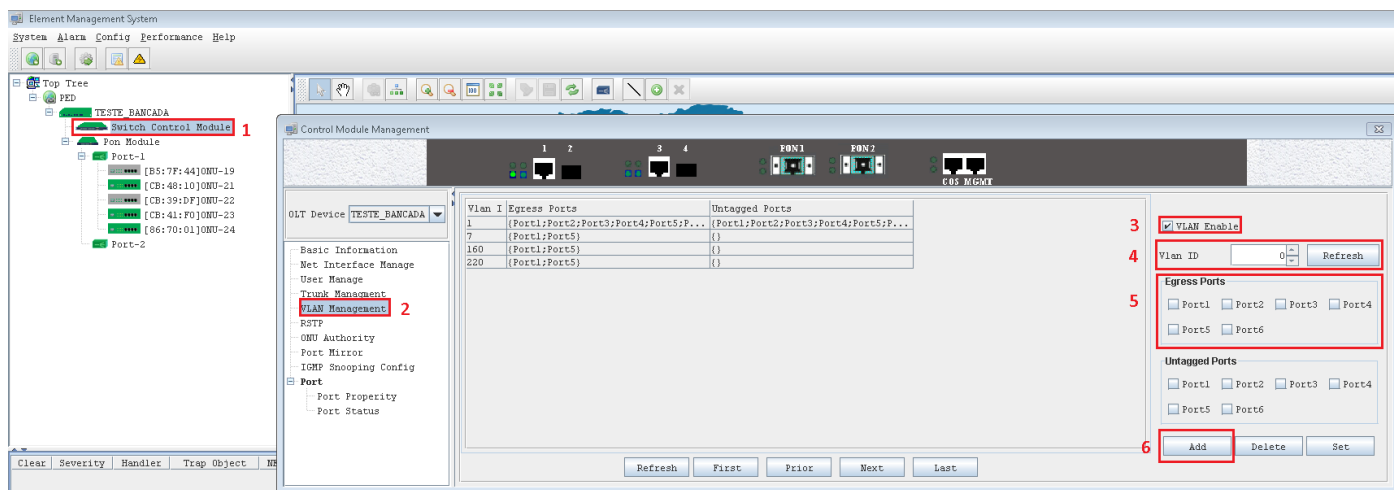 Element Management System
System Alarm Config Performance Help
Top Tree
PED
TESTE_BANCADA
Switch Control Module 1
Pon Module
Port-1
[B5:7F:44]ONU-19
[CB:48:10]ONU-21
[CB:39:DF]ONU-22
[CB:41:F0]ONU-23
[86:70:01]ONU-24
Port-2
Clear Severity Handler Trap Object
Control Module Management
1 2 3 4 PON1 PON2
COS MGMT
OLT Device TESTE_BANCADA
Basic Information
Net Interface Manage
User Manage
Trunk Managment
VLAN Management 2
RSTP
ONU Authority
Port Mirror
IGMP Snooping Config
Port
Port Properity
Port Status
Vlan I Egress Ports Untagged Ports
1 {Port1;Port2;Port3;Port4;Port5;P... {Port1;Port2;Port3;Port4;Port5;P...
7 {Port1;Port5} {}
160 {Port1;Port5} {}
220 {Port1;Port5} {}
Refresh First Prior Next Last
3 VLAN Enable
4 Vlan ID 0 Refresh
Egress Ports
5 Port1 Port2 Port3 Port4
Port5 Port6
Untagged Ports
Port1 Port2 Port3 Port4
Port5 Port6
6 Add Delete Set